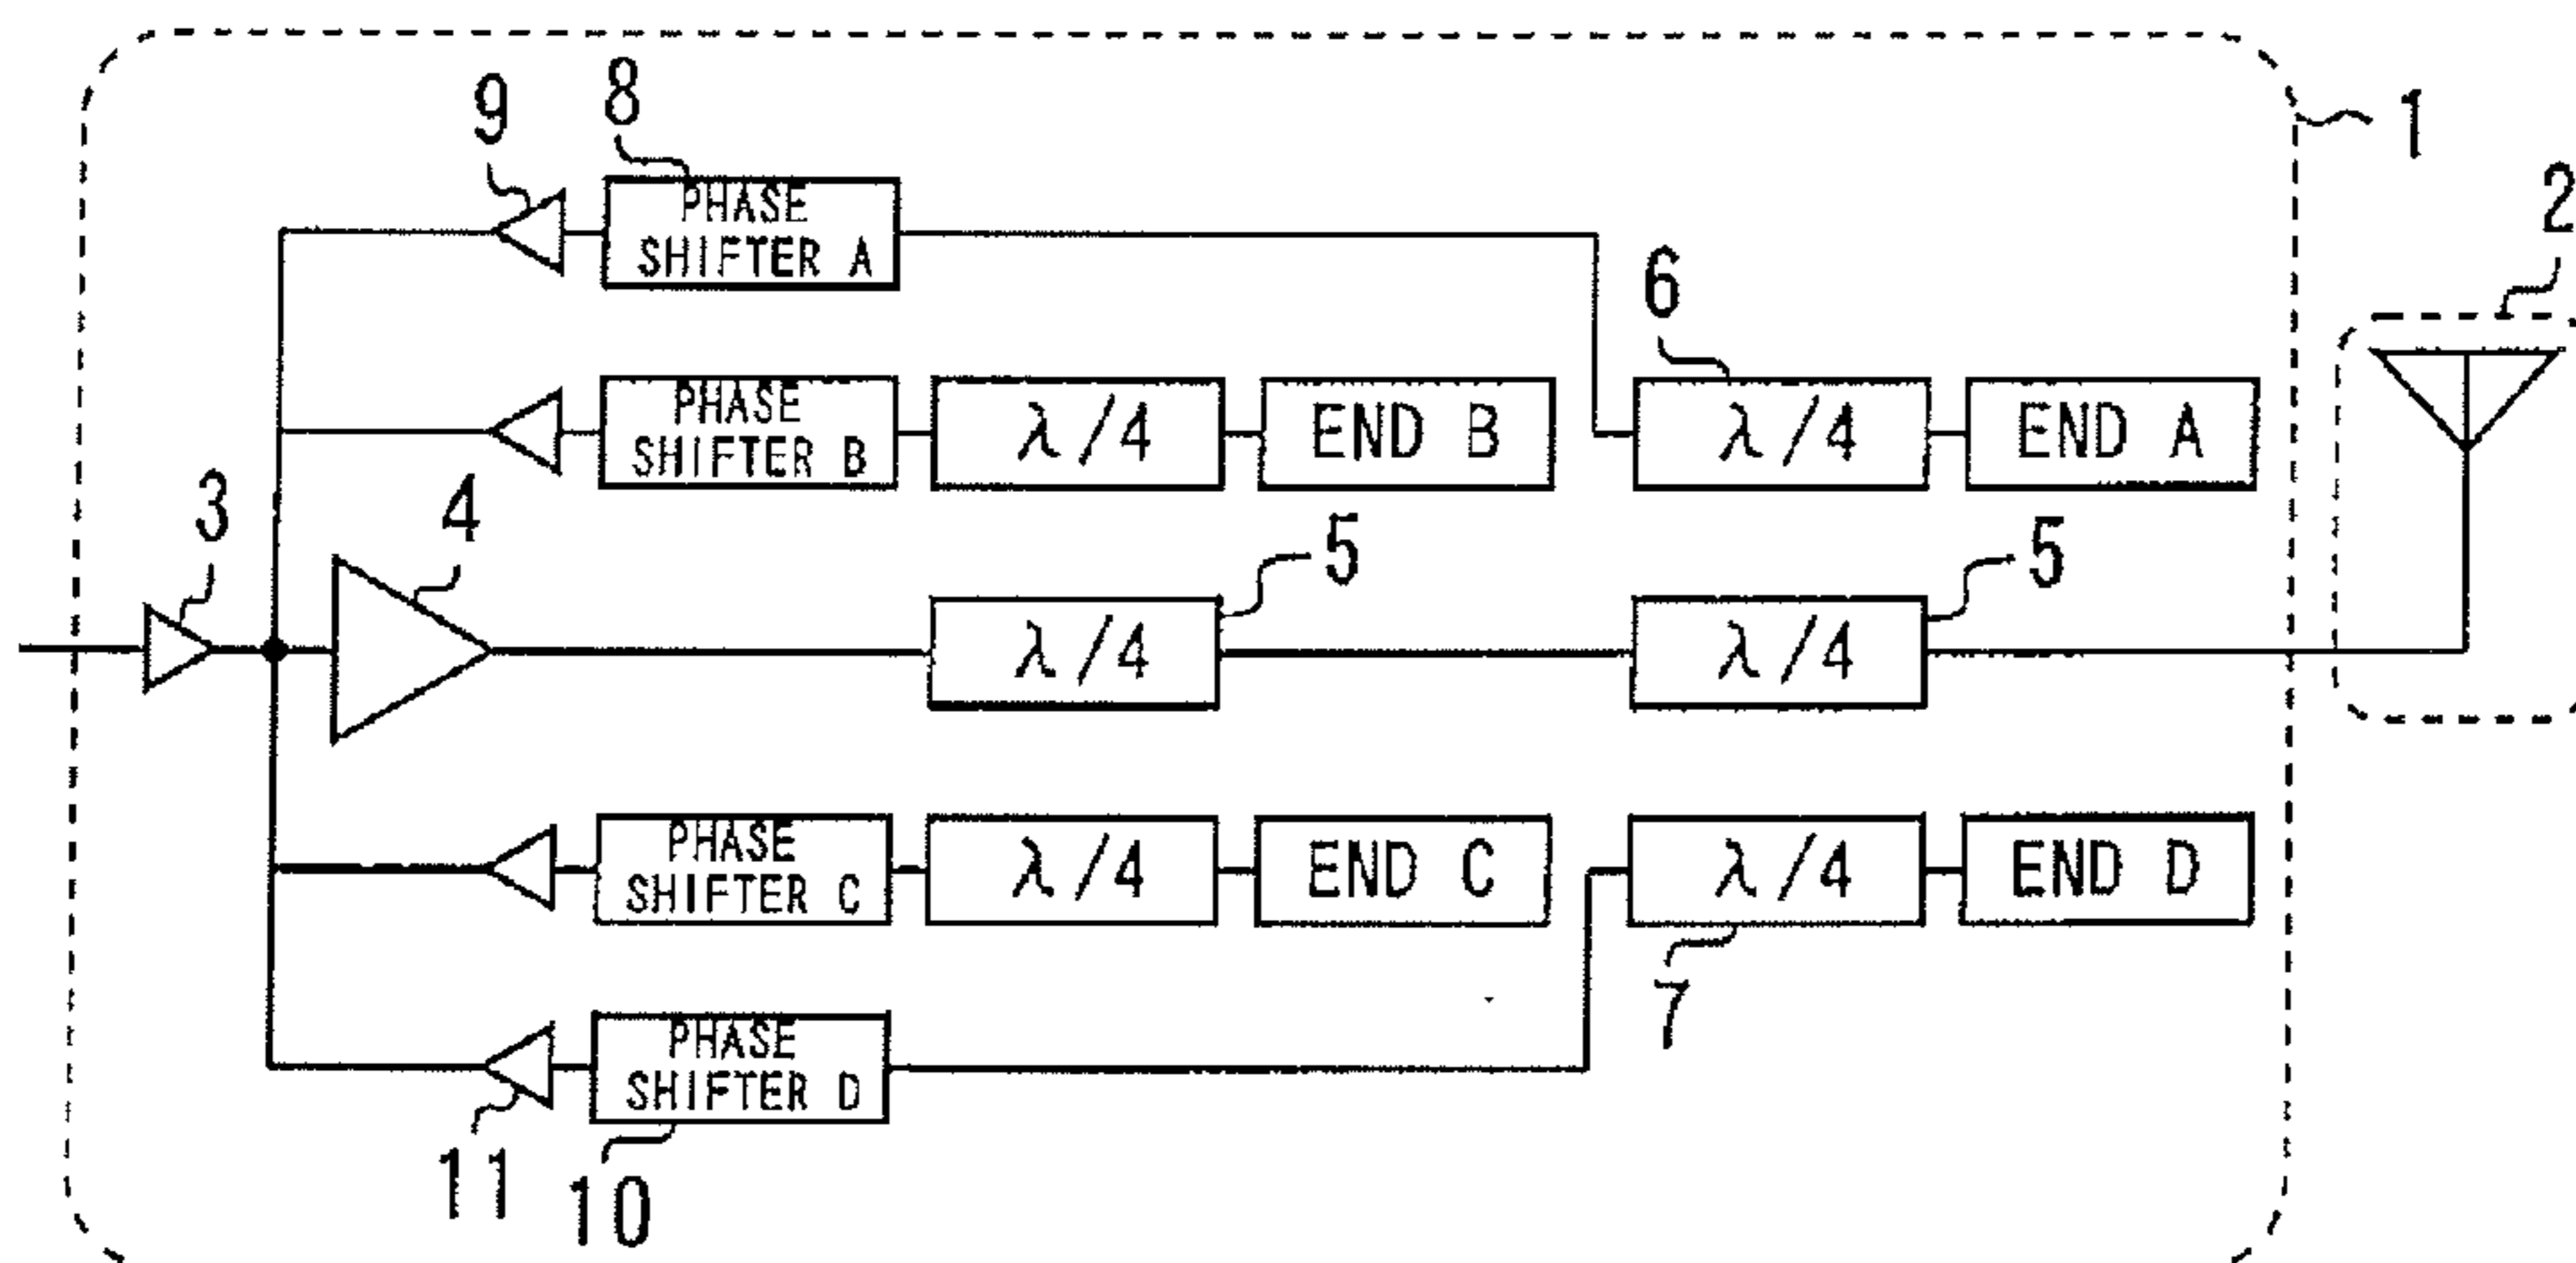 1
9
8
PHASE
SHIFTER A
2
6
PHASE
SHIFTER B
λ/4
END B
λ/4
END A
3
4
5
5
λ/4
λ/4
PHASE
SHIFTER C
λ/4
END C
λ/4
END D
7
PHASE
SHIFTER D
11
10